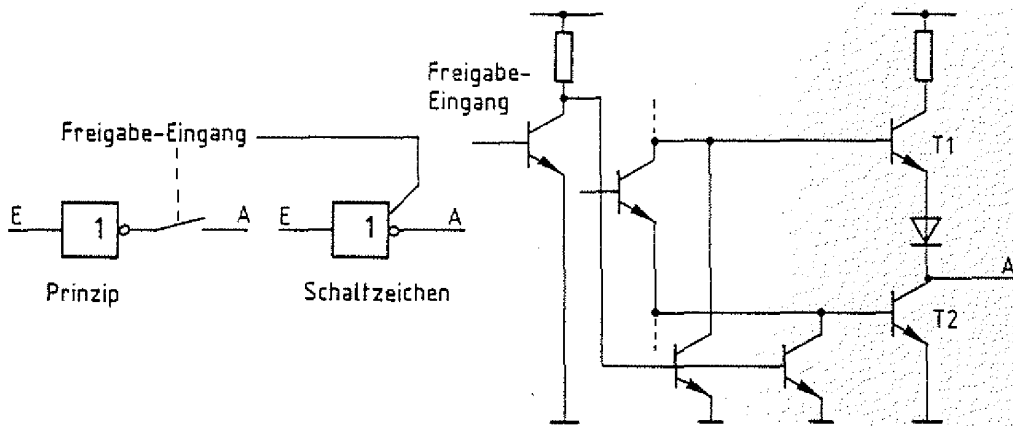 Freigabe-Eingang
E
1
A
Prinzip
E
1
A
Schaltzeichen
Freigabe-
Eingang
T1
A
T2